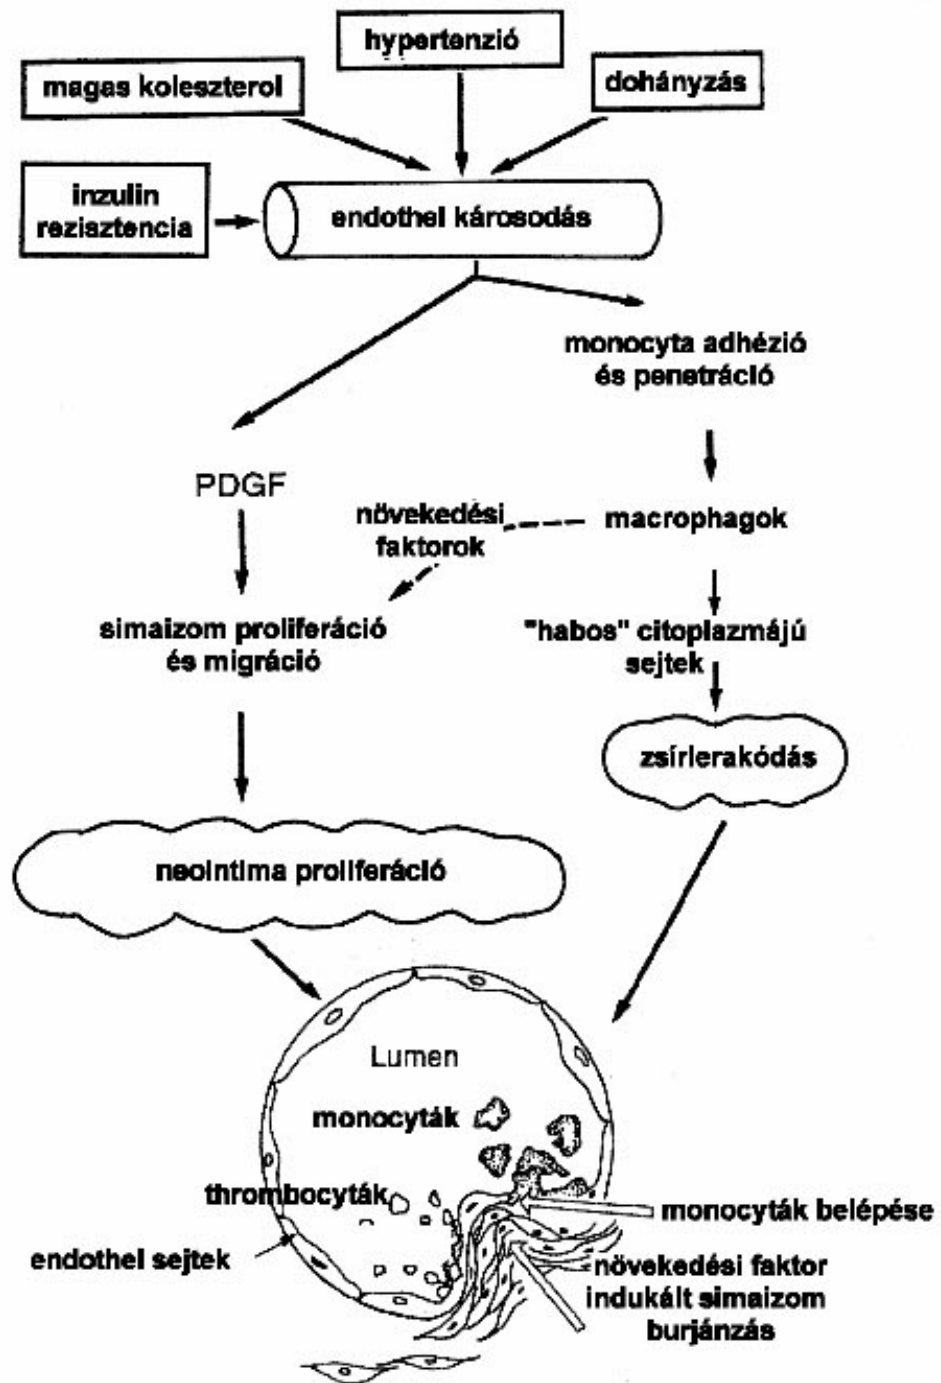 hypertenzió
magas koleszterol
dohányzás
inzulin
rezisztencia
endothel károsodás
monocyta adhézió
és penetráció
PDGF
növekedési
faktorok
macrophagok
simaizom proliferáció
és migráció
"habos" citoplazmájú
sejtek
zsírlerakódás
neointima proliferáció
Lumen
monocyták
thrombocyták
monocyták belépése
endothel sejtek
növekedési faktor
indukált simaizom
burjánzás